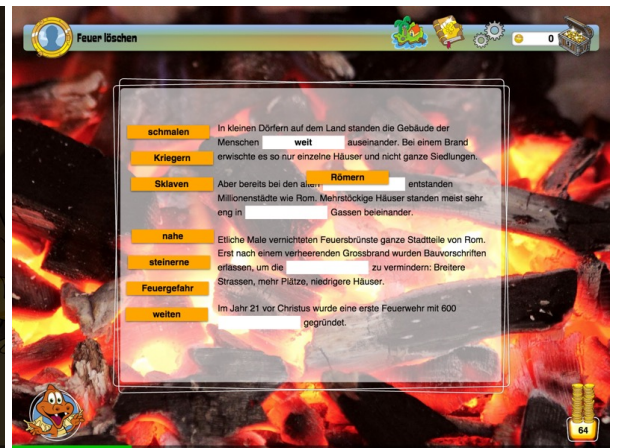 Feuer löschen
0
schmalen
Kriegern
Sklaven
nahe
steinerne
Feuergefahr
weiten
In kleinen Dörfern auf dem Land standen die Gebäude der
Menschen weit auseinander. Bei einem Brand
erwischte es so nur einzelne Häuser und nicht ganze Siedlungen.
Römern
Aber bereits bei den alten entstanden
Millionenstädte wie Rom. Mehrstöckige Häuser standen meist sehr
eng in Gassen beieinander.
Etliche Male vernichteten Feuersbrünste ganze Stadtteile von Rom.
Erst nach einem verheerenden Grossbrand wurden Bauvorschriften
erlassen, um die zu vermindern: Breitere
Strassen, mehr Plätze, niedrigere Häuser.
Im Jahr 21 vor Christus wurde eine erste Feuerwehr mit 600
gegründet.
64